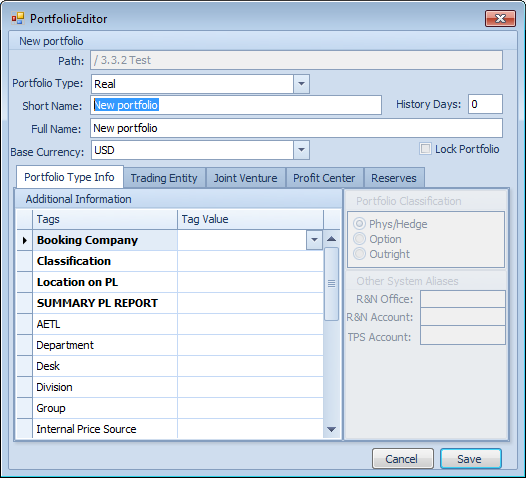 PortfolioEditor
New portfolio
Path: / 3.3.2 Test
Portfolio Type: Real
Short Name: New portfolio History Days: 0
Full Name: New portfolio
Base Currency: USD Lock Portfolio
Portfolio Type Info Trading Entity Joint Venture Profit Center Reserves
Additional Information
Tags Tag Value
Booking Company
Classification
Location on PL
SUMMARY PL REPORT
AETL
Department
Desk
Division
Group
Internal Price Source
Portfolio Classification
Phys/Hedge
Option
Outright
Other System Aliases
R&N Office:
R&N Account:
TPS Account:
Cancel Save